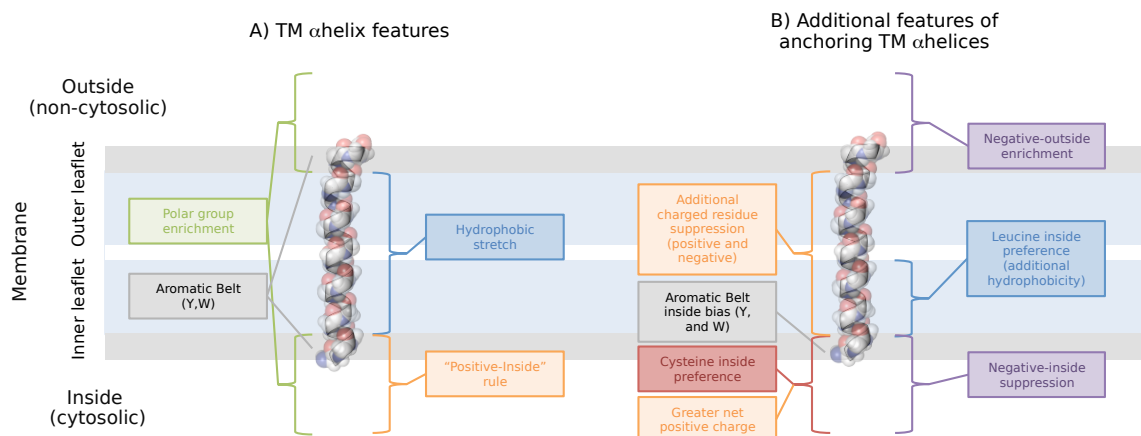 A) TM αhelix features
B) Additional features of
anchoring TM αhelices
Outside
(non-cytosolic)
Membrane
Outer leaflet
Inner leaflet
Inside
(cytosolic)
Polar group
enrichment
Aromatic Belt
(Y,W)
Hydrophobic
stretch
“Positive-Inside”
rule
Additional
charged residue
suppression
(positive and
negative)
Aromatic Belt
inside bias (Y,
and W)
Cysteine inside
preference
Greater net
positive charge
Negative-outside
enrichment
Leucine inside
preference
(additional
hydrophobicity)
Negative-inside
suppression